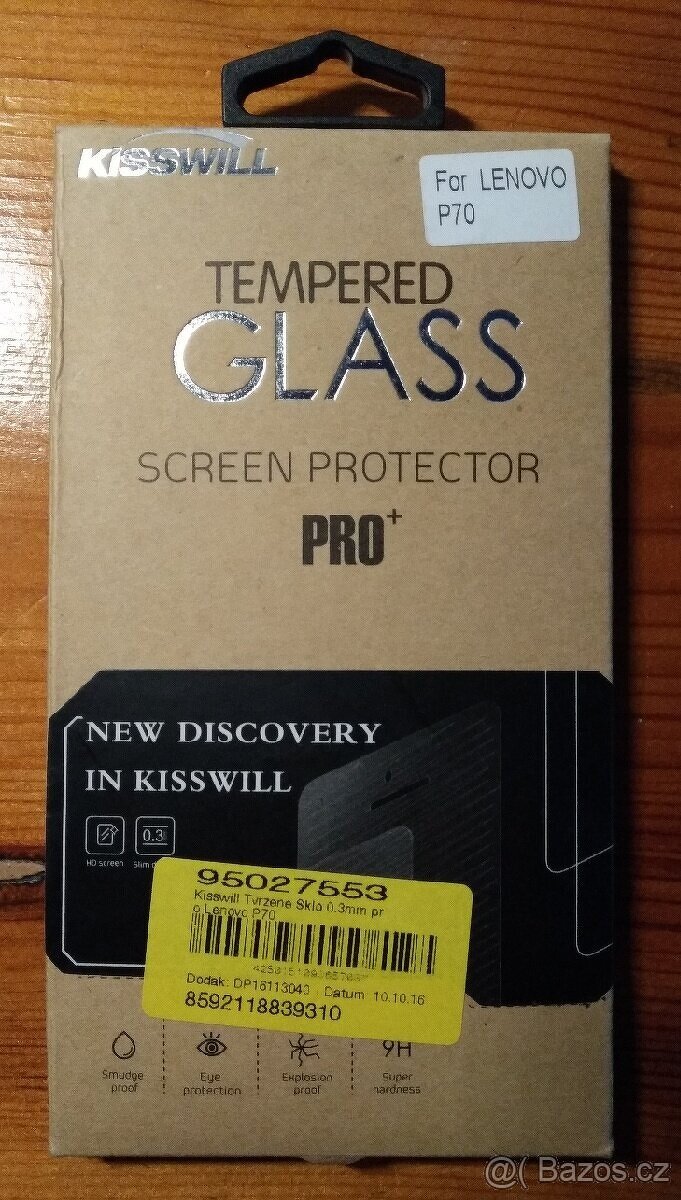 KISSWILL
For LENOVO
P70
TEMPERED
GLASS
SCREEN PROTECTOR
PRO+
NEW DISCOVERY
IN KISSWILL
0.3
HD screen
Slim
95027553
Kisswill Tvrzene Sklo 0.3mm pr
o Lenovo P70
Dodak: DP16113043 Datum 10.10.16
8592118839310
9H
Smudge proof
Eye protection
Explosion proof
Super hardness
@( Bazos.cz